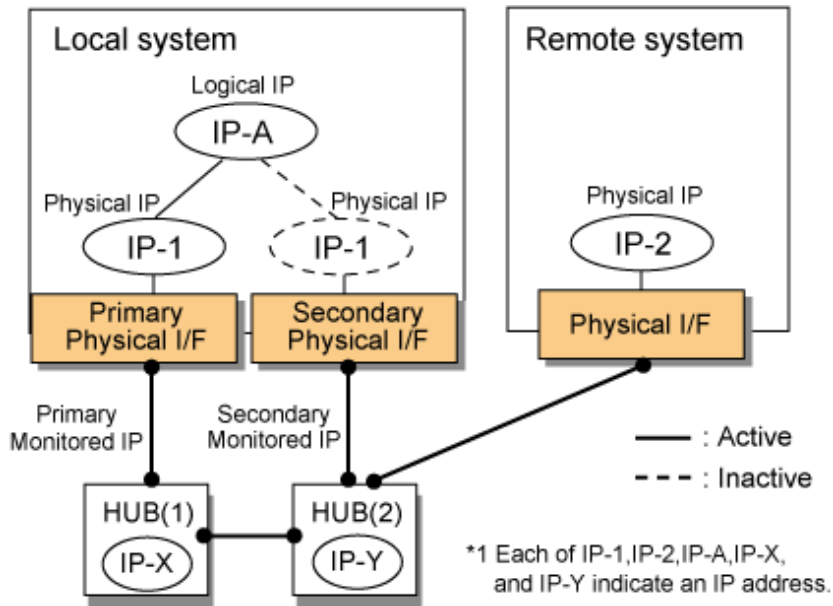 Local system
Logical IP
IP-A
Physical IP
IP-1
Physical IP
IP-1
Primary
Physical I/F
Secondary
Physical I/F
Remote system
Physical IP
IP-2
Physical I/F
Primary
Monitored IP
Secondary
Monitored IP
: Active
: Inactive
HUB(1)
IP-X
HUB(2)
IP-Y
*1 Each of IP-1,IP-2,IP-A,IP-X,
and IP-Y indicate an IP address.